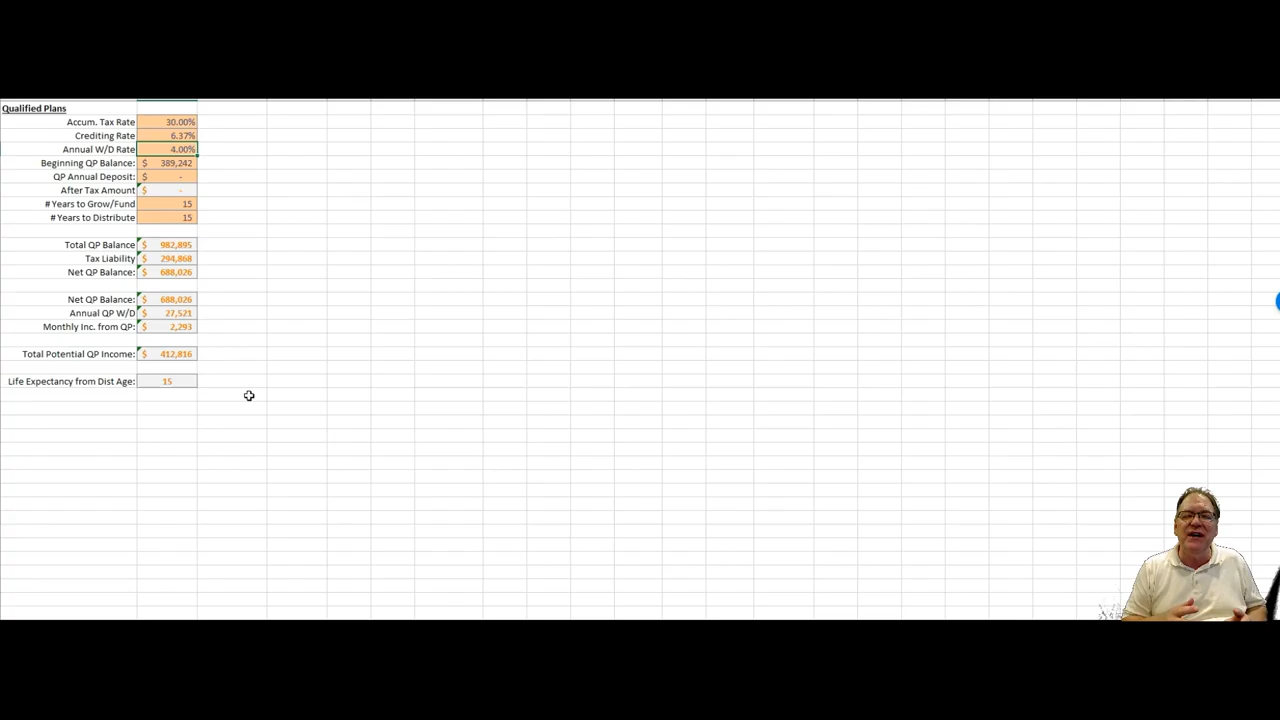 Qualified Plans
Accum. Tax Rate 30.00%
Crediting Rate 6.37%
Annual W/D Rate 4.00%
Beginning QP Balance: $ 389,242
QP Annual Deposit: $ -
After Tax Amount $ -
# Years to Grow/Fund 15
# Years to Distribute 15
Total QP Balance $ 982,895
Tax Liability $ 294,868
Net QP Balance: $ 688,026
Net QP Balance: $ 688,026
Annual QP W/D $ 27,521
Monthly Inc. from QP: $ 2,293
Total Potential QP Income: $ 412,816
Life Expectancy from Dist Age: 15